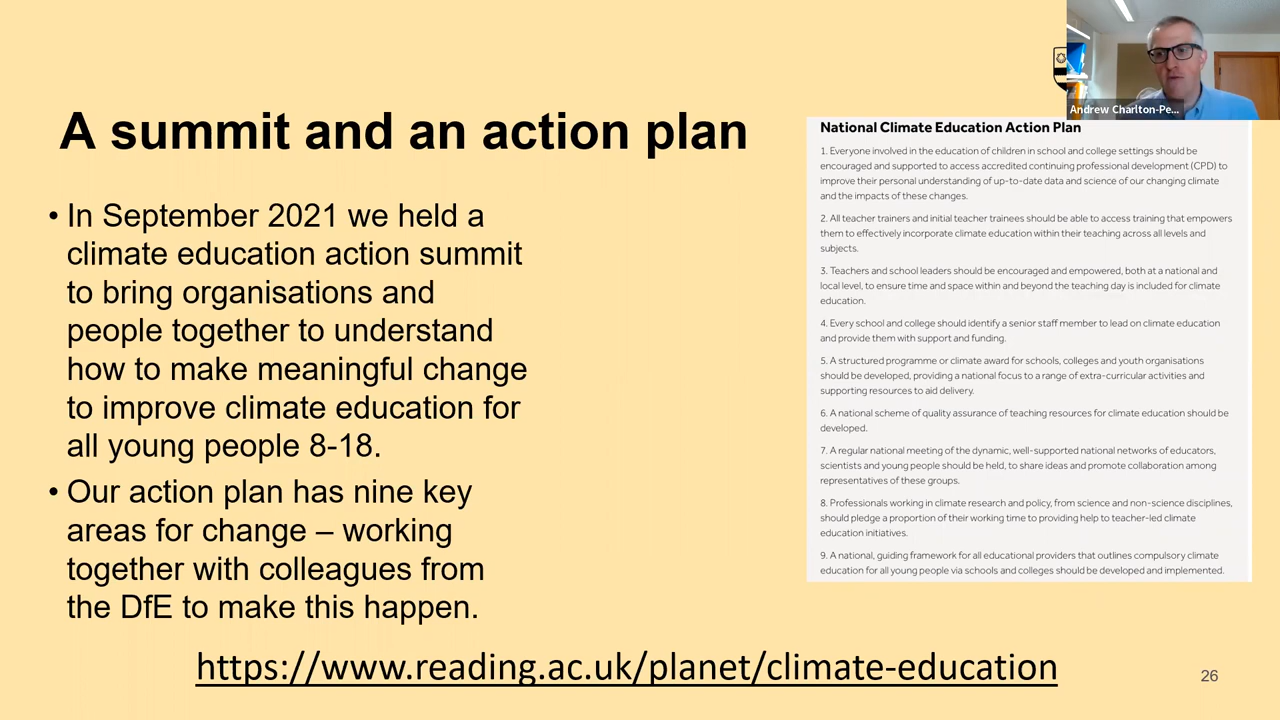 Andrew Charlton-Pe...
A summit and an action plan
• In September 2021 we held a
climate education action summit
to bring organisations and
people together to understand
how to make meaningful change
to improve climate education for
all young people 8-18.
• Our action plan has nine key
areas for change – working
together with colleagues from
the DfE to make this happen.
National Climate Education Action Plan
1. Everyone involved in the education of children in school and college settings should be
encouraged and supported to access accredited continuing professional development (CPD) to
improve their personal understanding of up-to-date data and science of our changing climate
and the impacts of these changes.
2. All teacher trainers and initial teacher trainees should be able to access training that empowers
them to effectively incorporate climate education within their teaching across all levels and
subjects.
3. Teachers and school leaders should be encouraged and empowered, both at a national and
local level, to ensure time and space within and beyond the teaching day is included for climate
education.
4. Every school and college should identify a senior staff member to lead on climate education
and provide them with support and funding.
5. A structured programme or climate award for schools, colleges and youth organisations
should be developed, providing a national focus to a range of extra-curricular activities and
supporting resources to aid delivery.
6. A national scheme of quality assurance of teaching resources for climate education should be
developed.
7. A regular national meeting of the dynamic, well-supported national networks of educators,
scientists and young people should be held, to share ideas and promote collaboration among
representatives of these groups.
8. Professionals working in climate research and policy, from science and non-science disciplines,
should pledge a proportion of their working time to providing help to teacher-led climate
education initiatives.
9. A national, guiding framework for all educational providers that outlines compulsory climate
education for all young people via schools and colleges should be developed and implemented.
https://www.reading.ac.uk/planet/climate-education
26